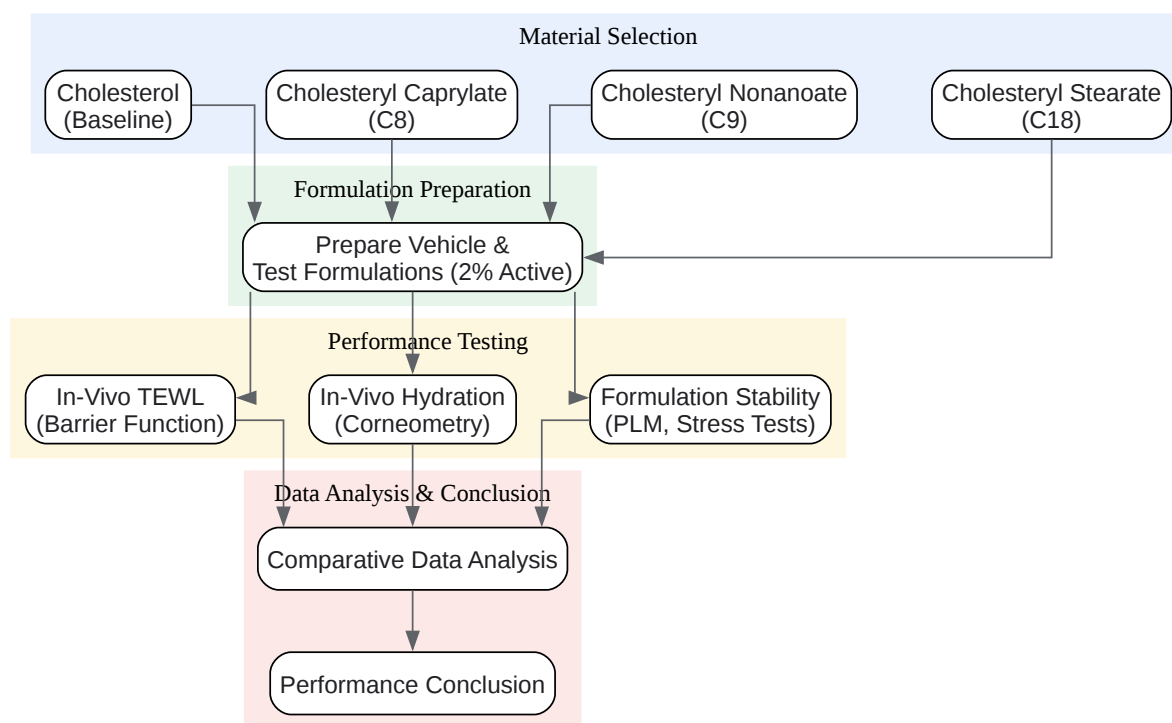 Material Selection
Cholesterol
(Baseline)
Cholesteryl Caprylate
(C8)
Cholesteryl Nonanoate
(C9)
Cholesteryl Stearate
(C18)
Formulation Preparation
Prepare Vehicle &
Test Formulations (2% Active)
Performance Testing
In-Vivo TEWL
(Barrier Function)
In-Vivo Hydration
(Corneometry)
Formulation Stability
(PLM, Stress Tests)
Data Analysis & Conclusion
Comparative Data Analysis
Performance Conclusion